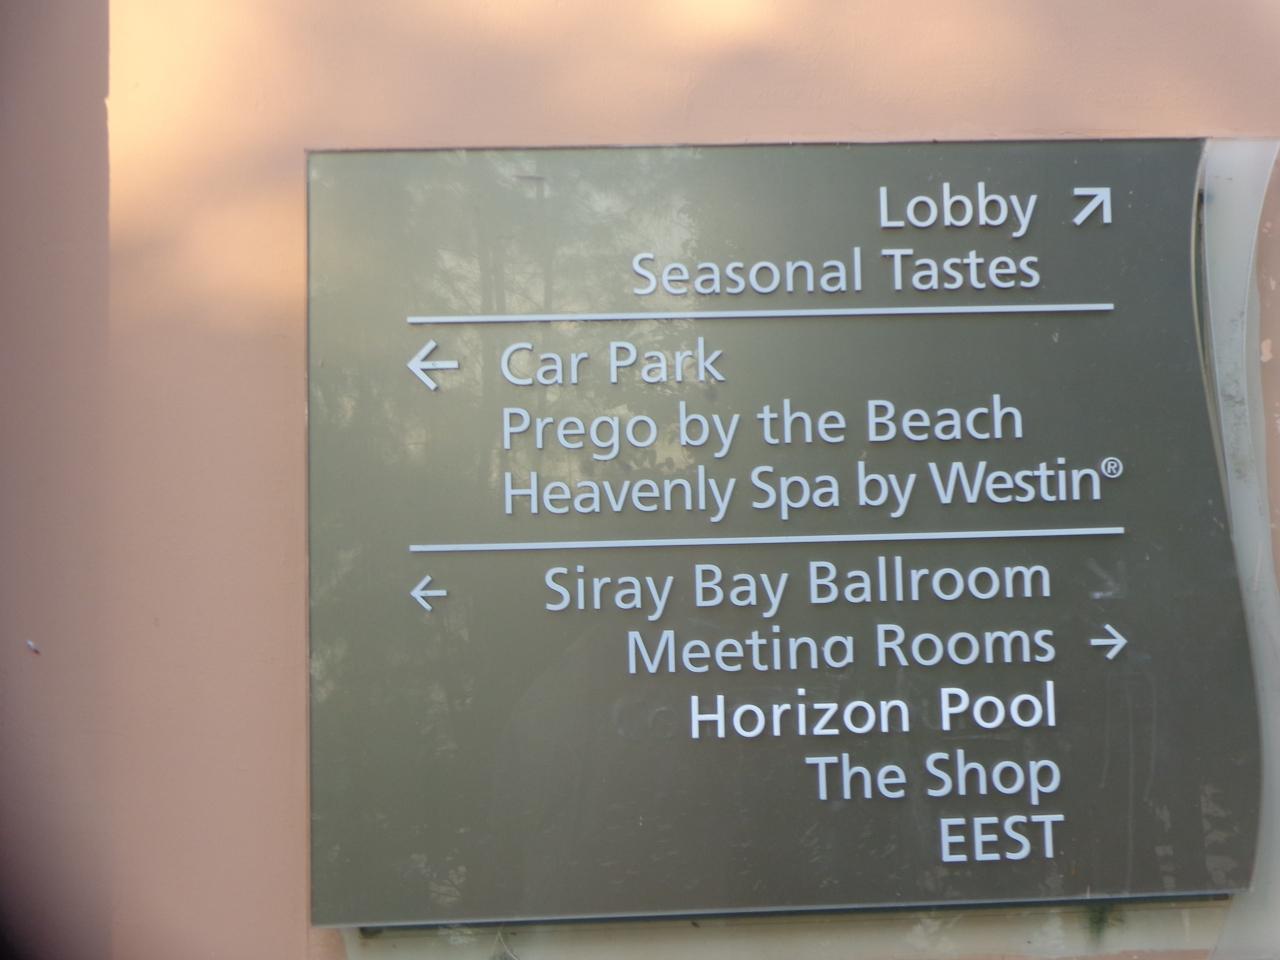 Lobby ↗
Seasonal Tastes
← Car Park
Prego by the Beach
Heavenly Spa by Westin®
← Siray Bay Ballroom
Meeting Rooms →
Horizon Pool
The Shop
EEST